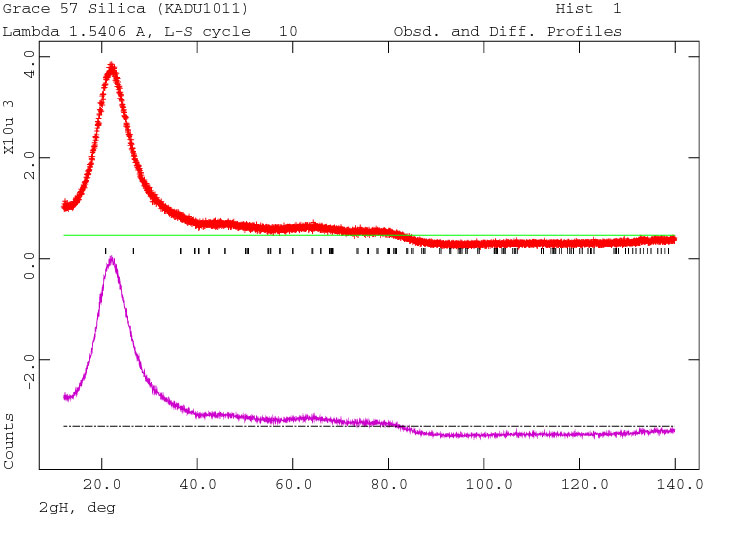 Grace 57 Silica (KADU1011) Hist 1
Lambda 1.5406 A, L-S cycle 10 Obsd. and Diff. Profiles
4.0
X10u 3
2.0
0.0
-2.0
Counts
20.0 40.0 60.0 80.0 100.0 120.0 140.0
2gH, deg